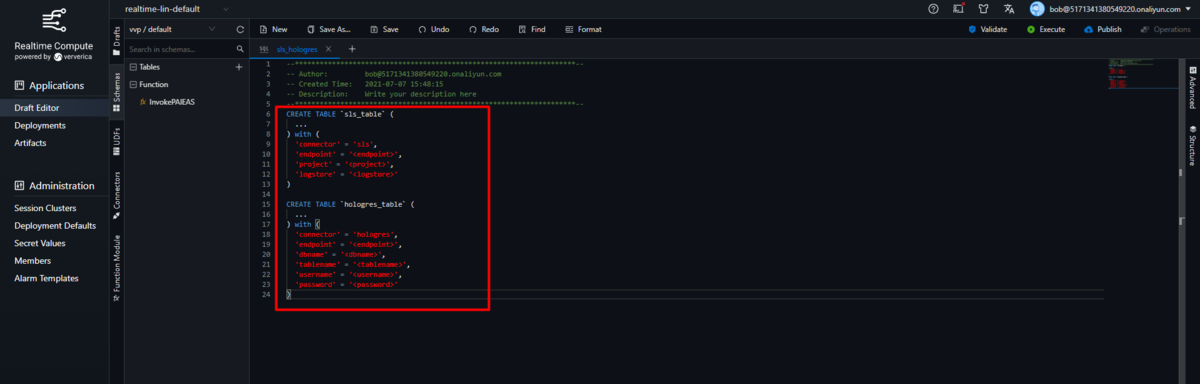 realtime-lin-default
bob@5171341380549220.onaliyun.com
Realtime Compute
powered by ververica
Applications
Draft Editor
Deployments
Artifacts
Administration
Session Clusters
Deployment Defaults
Secret Values
Members
Alarm Templates
Drafts
Schemas
UDFs
Connectors
Function Module
vvp / default
Search in schemas...
Tables
Function
fx InvokePAIEAS
New
Save As...
Save
Undo
Redo
Find
Format
Validate
Execute
Publish
Operations
sls_hologres
1 --********************************************************************--
2 -- Author: bob@5171341380549220.onaliyun.com
3 -- Created Time: 2021-07-07 15:48:15
4 -- Description: Write your description here
5 --********************************************************************--
6 CREATE TABLE `sls_table` (
7 ...
8 ) with (
9 'connector' = 'sls',
10 'endpoint' = '<endpoint>',
11 'project' = '<project>',
12 'logstore' = '<logstore>'
13 )
14
15 CREATE TABLE `hologres_table` (
16 ...
17 ) with (
18 'connector' = 'hologres',
19 'endpoint' = '<endpoint>',
20 'dbname' = '<dbname>',
21 'tablename' = '<tablename>',
22 'username' = '<username>',
23 'password' = '<password>'
24 )
Advanced
Structure